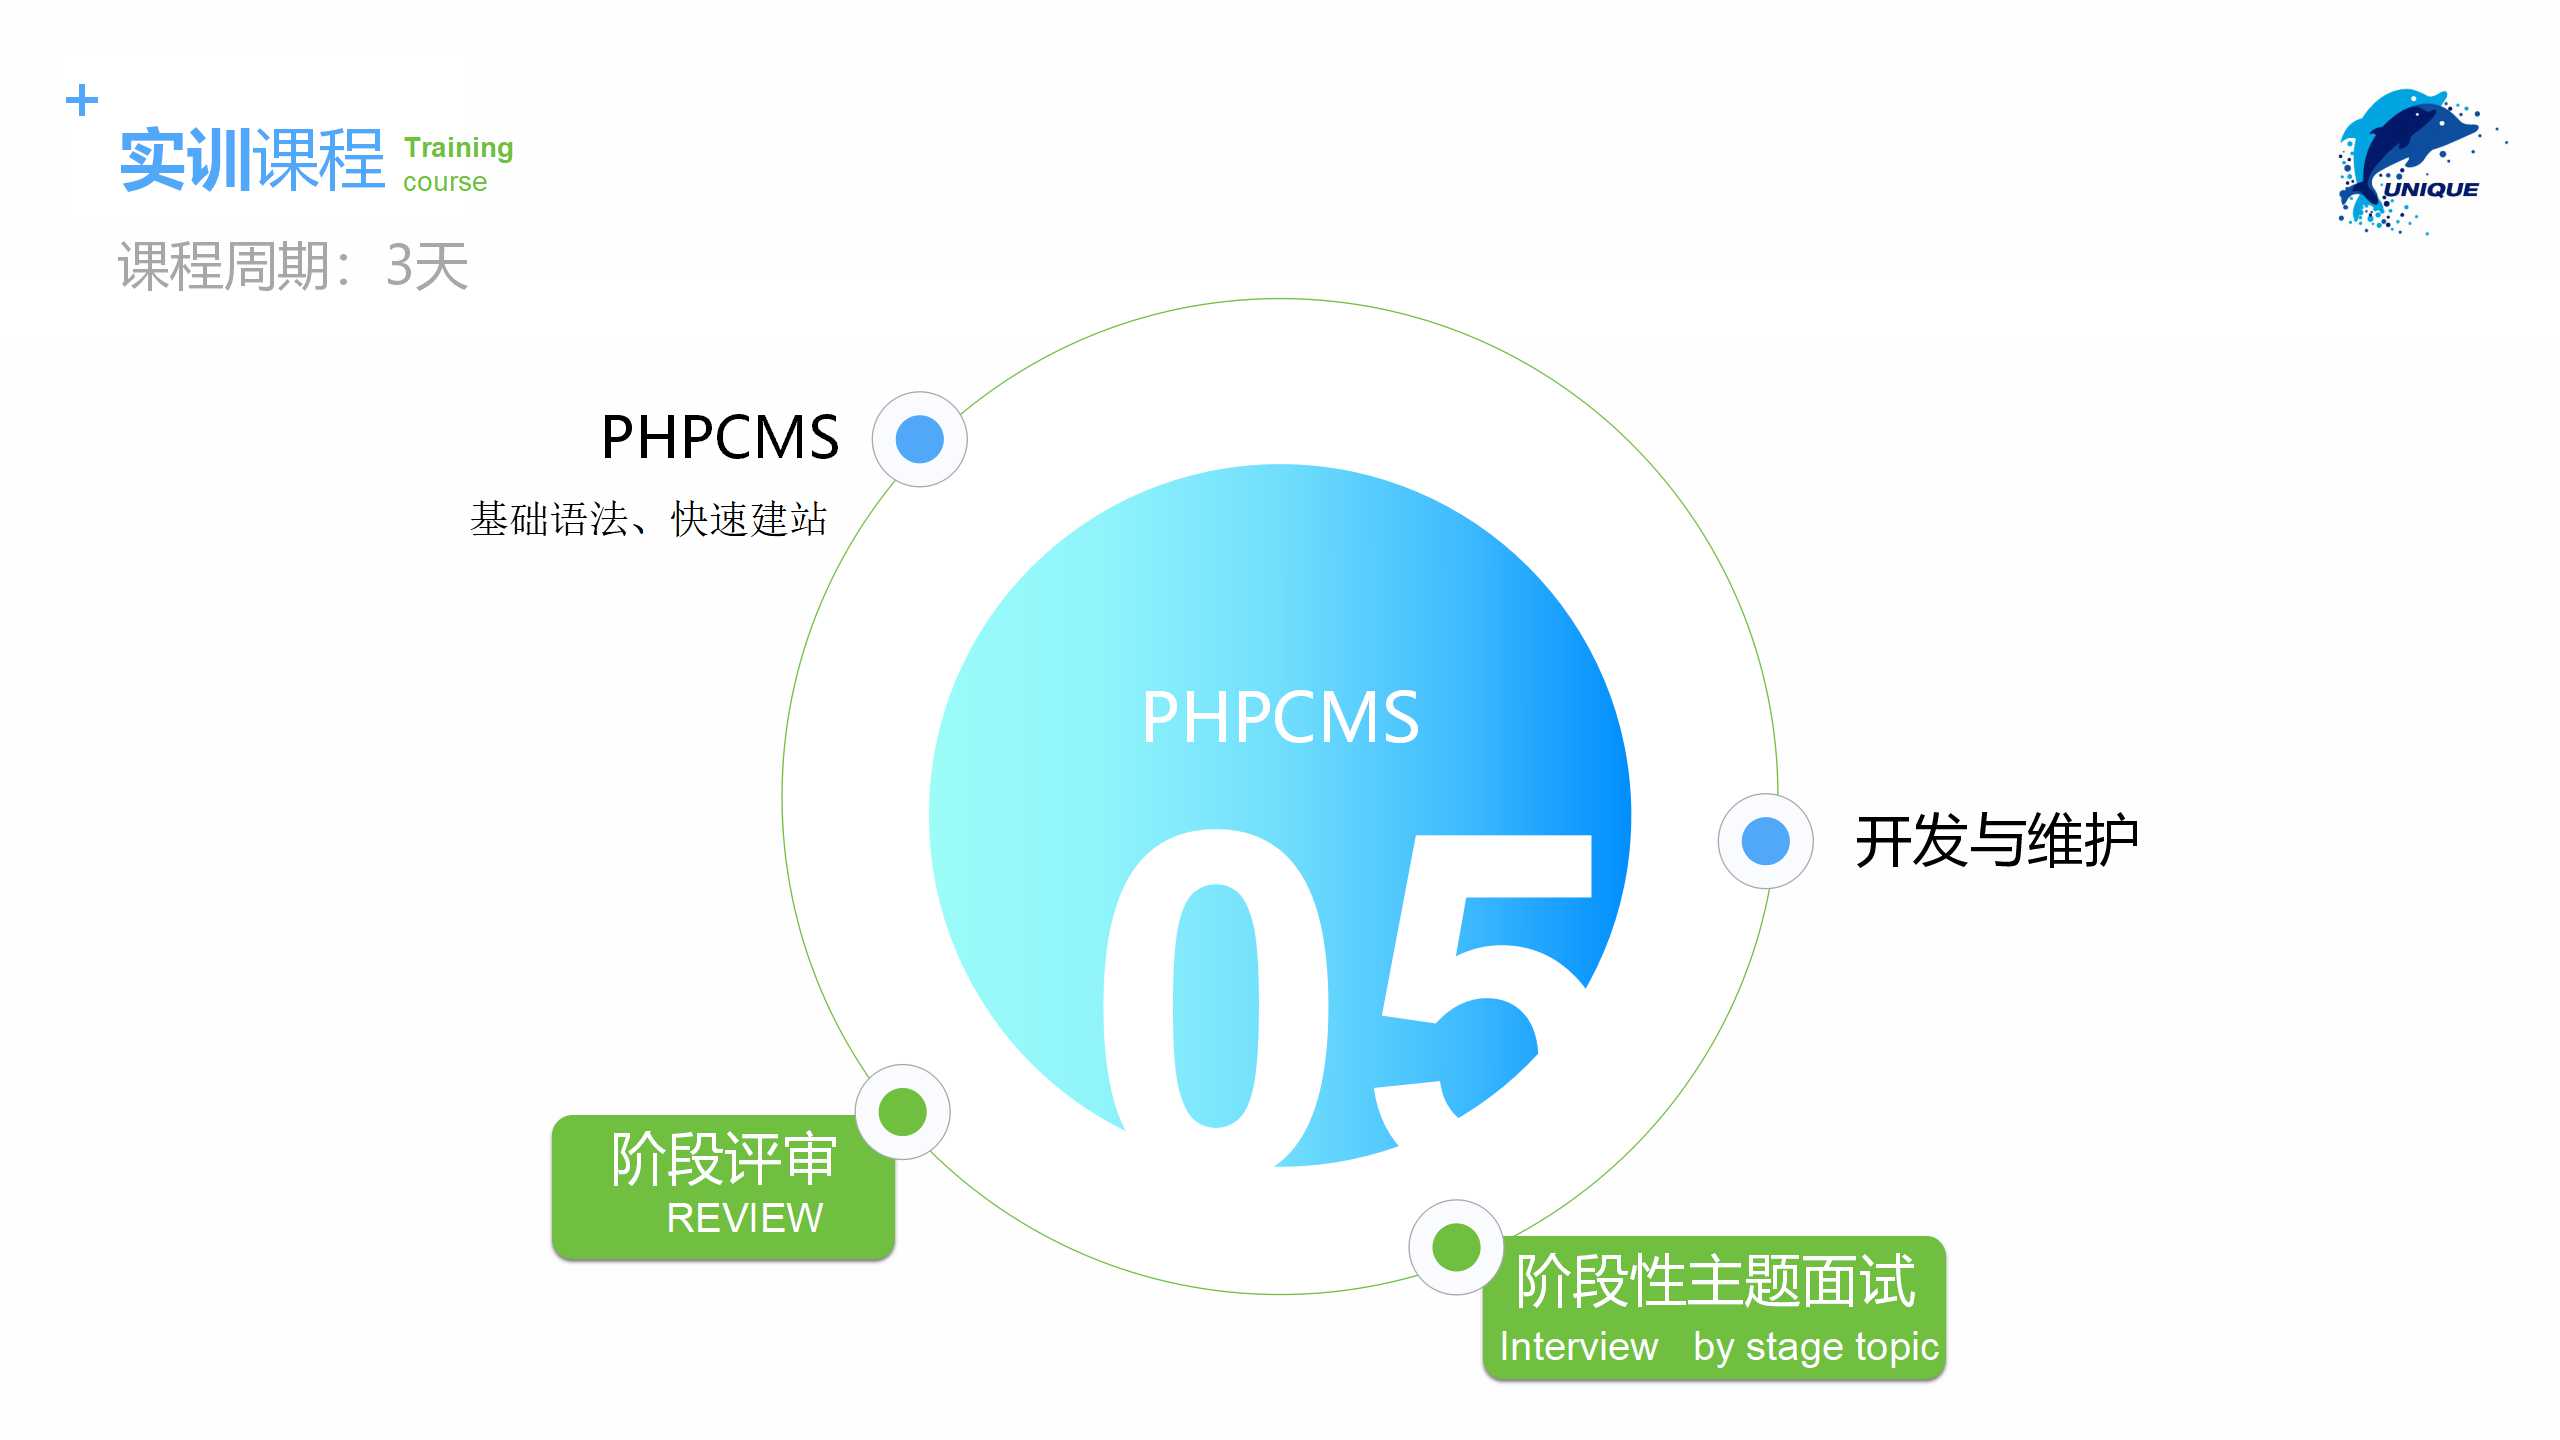 实训课程
Training
course
UNIQUE
课程周期：3天
PHPCMS
基础语法、快速建站
PHPCMS
05
开发与维护
阶段评审
REVIEW
阶段性主题面试
Interview by stage topic